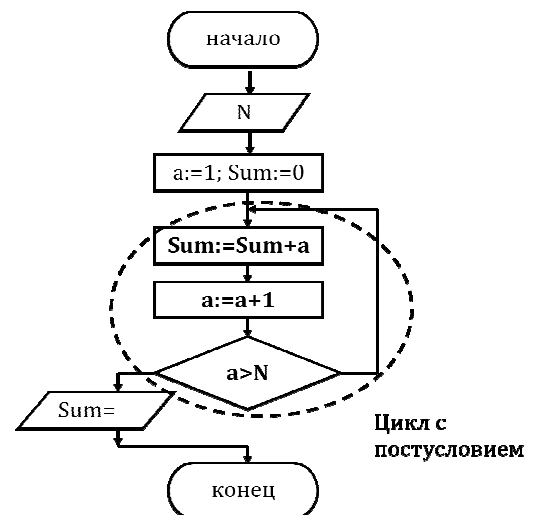 начало
N
a:=1; Sum:=0
Sum:=Sum+a
a:=a+1
a>N
Sum=
Цикл с
постусловием
конец